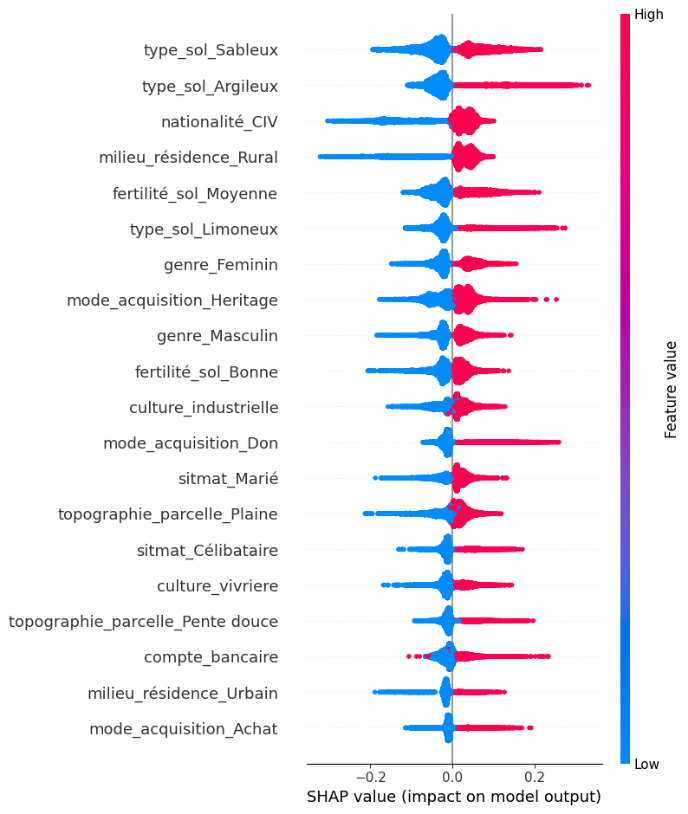 High
type_sol_Sableux
type_sol_Argileux
nationalité_CIV
milieu_résidence_Rural
fertilité_sol_Moyenne
type_sol_Limoneux
genre_Feminin
mode_acquisition_Heritage
genre_Masculin
fertilité_sol_Bonne
culture_industrielle
mode_acquisition_Don
sitmat_Marié
topographie_parcelle_Plaine
sitmat_Célibataire
culture_vivriere
topographie_parcelle_Pente douce
compte_bancaire
milieu_résidence_Urbain
mode_acquisition_Achat
Feature value
Low
−0.2 0.0 0.2
SHAP value (impact on model output)